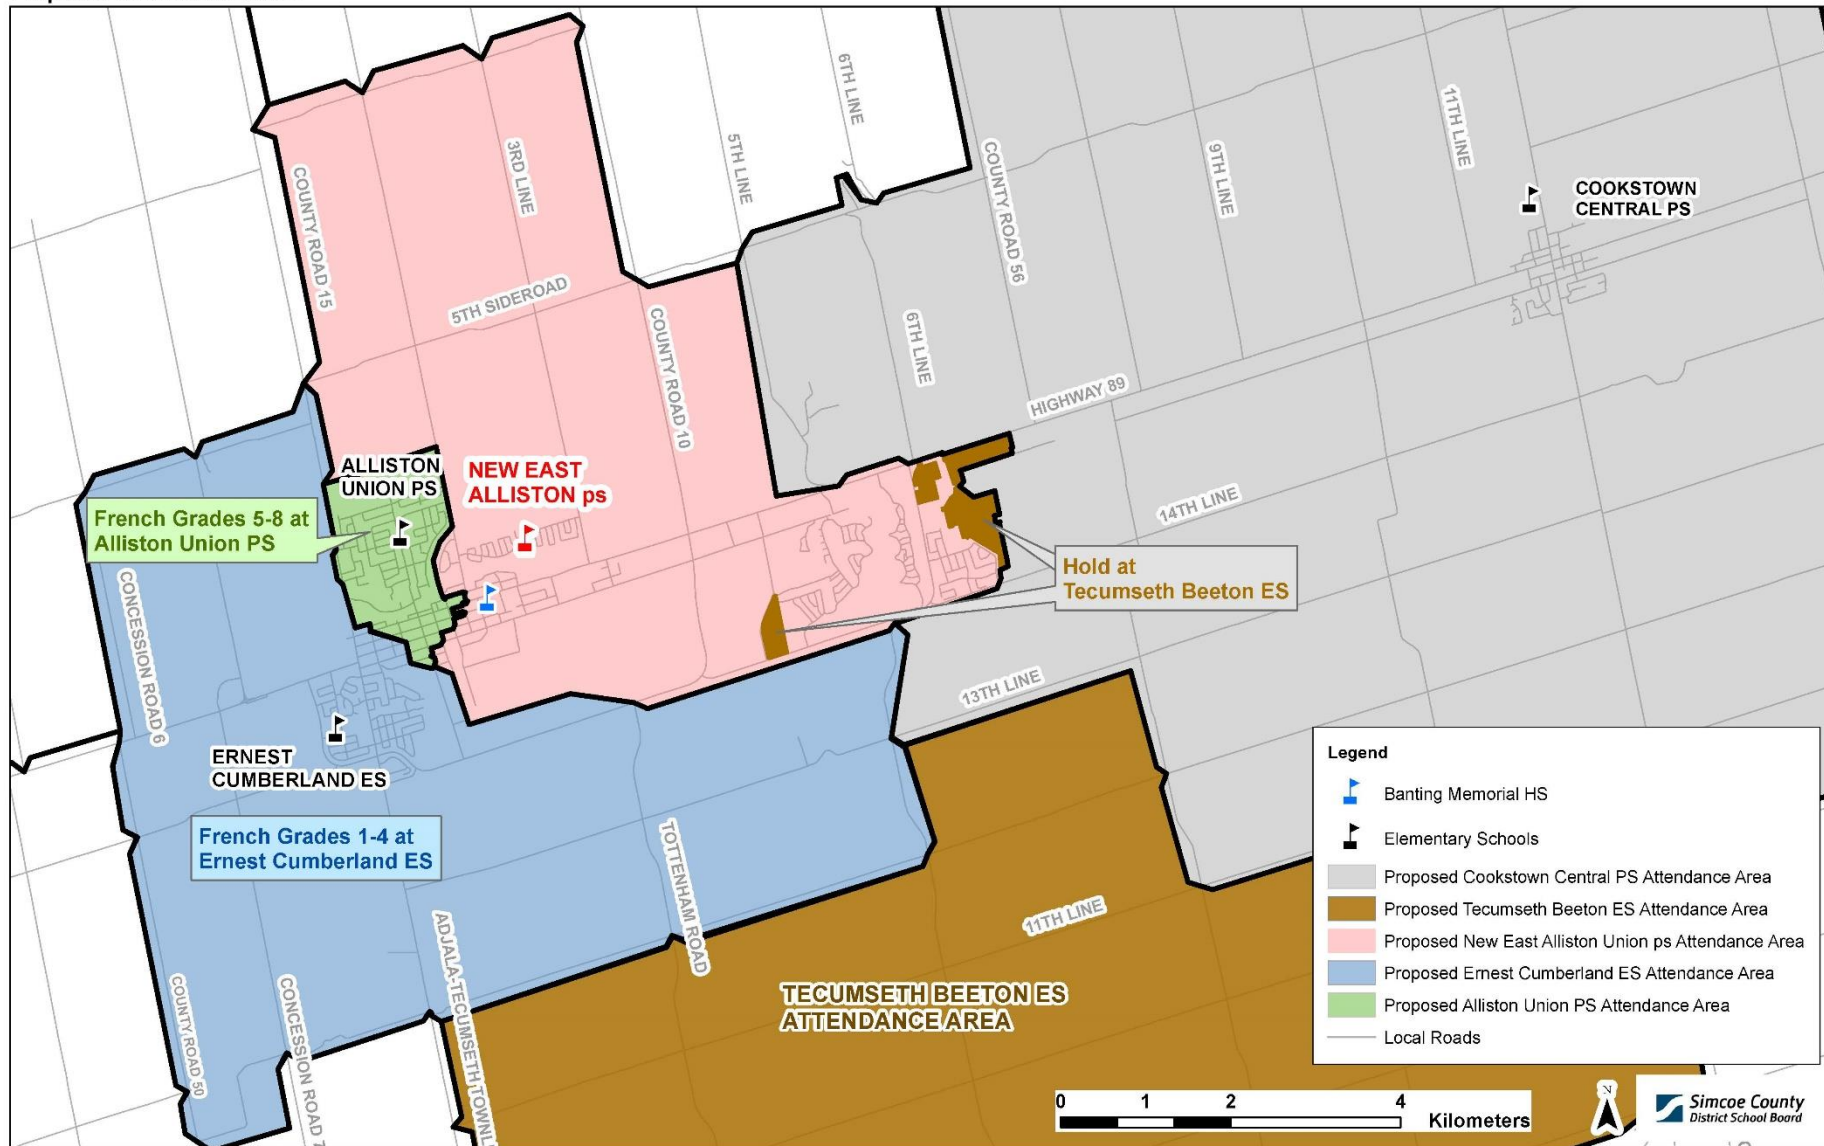 6TH LINE
11TH LINE
3RD LINE
5TH LINE
COUNTY ROAD 56
9TH LINE
COUNTY ROAD 15
COOKSTOWN
CENTRAL PS
5TH SIDEROAD
COUNTY ROAD 10
6TH LINE
HIGHWAY 89
ALLISTON
UNION PS
NEW EAST
ALLISTON ps
14TH LINE
French Grades 5-8 at
Alliston Union PS
Hold at
Tecumseth Beeton ES
CONCESSION ROAD 6
13TH LINE
ERNEST
CUMBERLAND ES
French Grades 1-4 at
Ernest Cumberland ES
TOTTENHAM ROAD
11TH LINE
ADJALA-TECUMSETH TOWNL
COUNTY ROAD 50
CONCESSION ROAD 7
TECUMSETH BEETON ES
ATTENDANCE AREA
Legend
Banting Memorial HS
Elementary Schools
Proposed Cookstown Central PS Attendance Area
Proposed Tecumseth Beeton ES Attendance Area
Proposed New East Alliston Union ps Attendance Area
Proposed Ernest Cumberland ES Attendance Area
Proposed Alliston Union PS Attendance Area
Local Roads
0 1 2 4
Kilometers
N
Simcoe County
District School Board